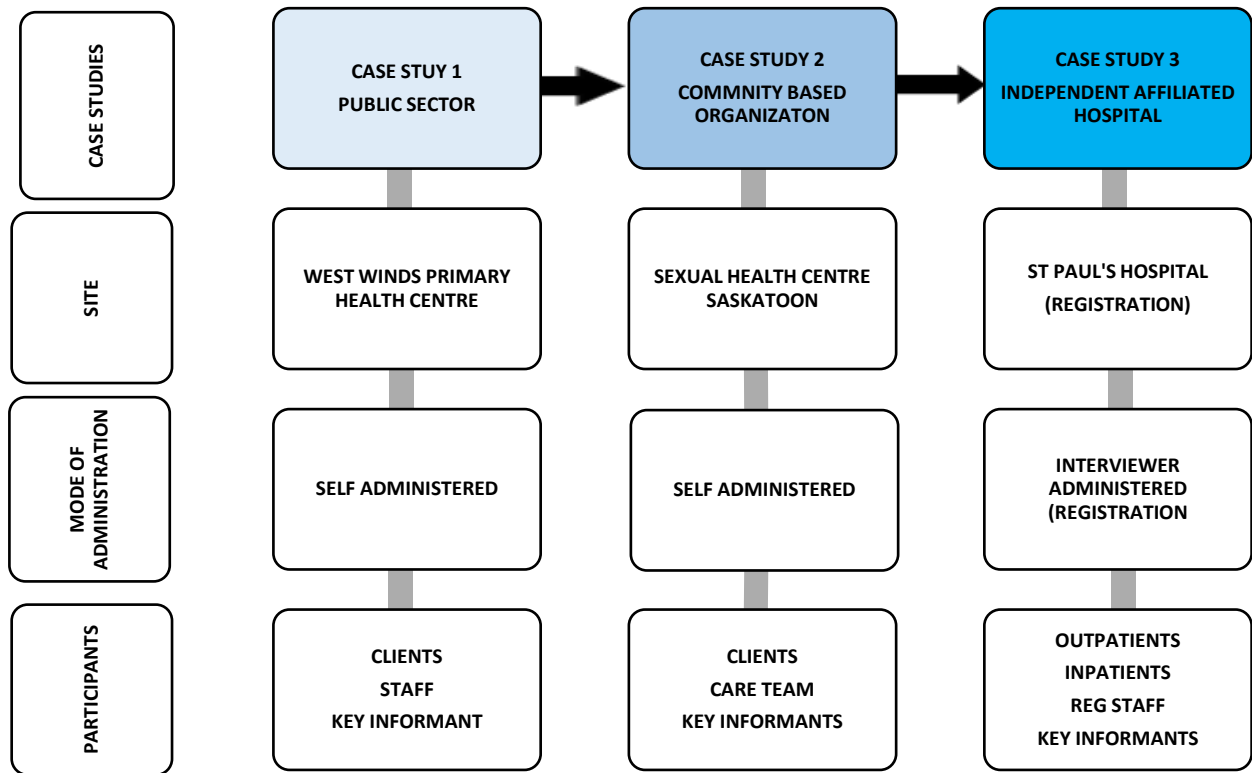 CASE STUDIES
CASE STUY 1
PUBLIC SECTOR
CASE STUDY 2
COMMNITY BASED
ORGANIZATON
CASE STUDY 3
INDEPENDENT AFFILIATED
HOSPITAL
SITE
WEST WINDS PRIMARY
HEALTH CENTRE
SEXUAL HEALTH CENTRE
SASKATOON
ST PAUL'S HOSPITAL
(REGISTRATION)
MODE OF
ADMINISTRATION
SELF ADMINISTERED
SELF ADMINISTERED
INTERVIEWER
ADMINISTERED
(REGISTRATION
PARTICIPANTS
CLIENTS
STAFF
KEY INFORMANT
CLIENTS
CARE TEAM
KEY INFORMANTS
OUTPATIENTS
INPATIENTS
REG STAFF
KEY INFORMANTS